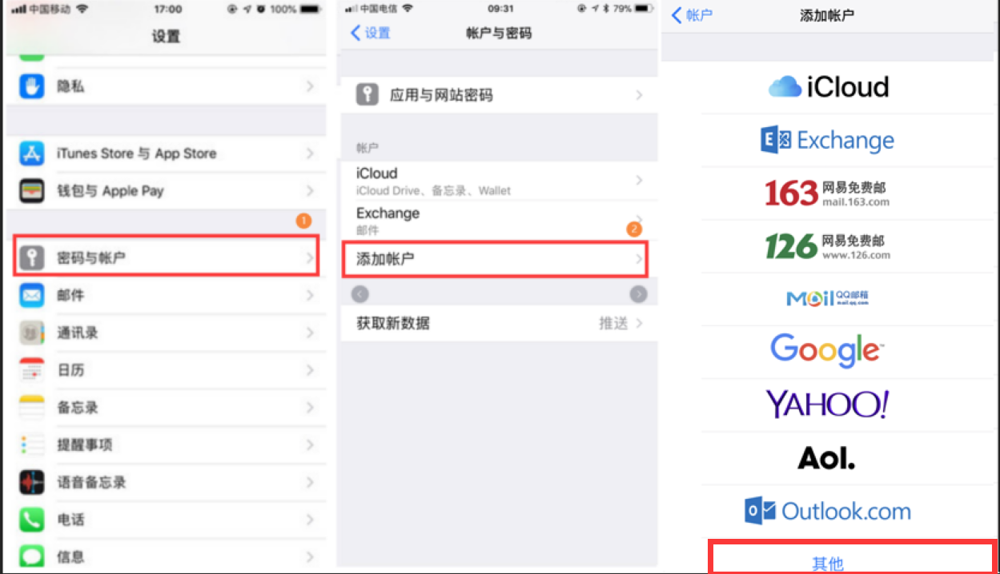 中国移动
17:00
100%
设置
隐私
iTunes Store 与 App Store
钱包与 Apple Pay
1
密码与帐户
邮件
通讯录
日历
备忘录
提醒事项
语音备忘录
电话
信息
中国电信
09:31
79%
设置
帐户与密码
应用与网站密码
帐户
iCloud
iCloud Drive、备忘录、Wallet
Exchange
邮件
2
添加帐户
获取新数据
推送
帐户
添加帐户
iCloud
Exchange
163 网易免费邮
mail.163.com
126 网易免费邮
www.126.com
Mail QQ邮箱
mail.qq.com
Google
YAHOO!
Aol.
Outlook.com
其他